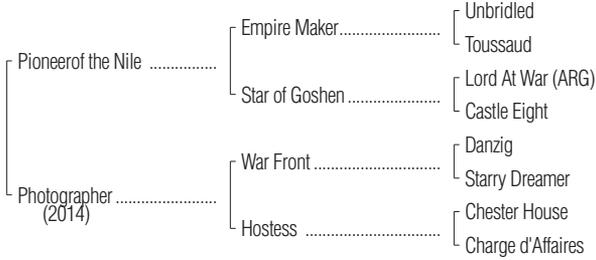 Unbridled
Empire Maker....................
Toussaud
Pioneerof the Nile ................
Lord At War (ARG)
Star of Goshen ....................
Castle Eight
Danzig
War Front .........................
Starry Dreamer
Photographer .................
(2014)
Chester House
Hostess ...........................
Charge d'Affaires